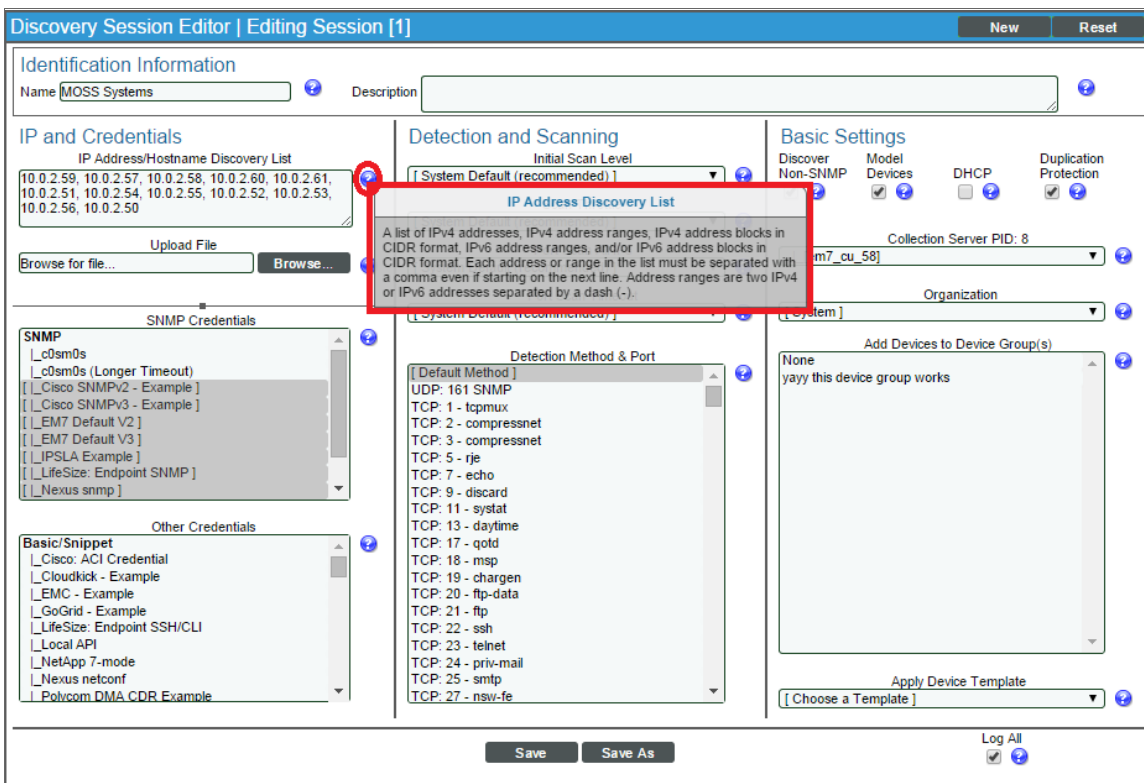 Discovery Session Editor | Editing Session [1]
New
Reset
Identification Information
Name
MOSS Systems
Description
IP and Credentials
IP Address/Hostname Discovery List
10.0.2.59, 10.0.2.57, 10.0.2.58, 10.0.2.60, 10.0.2.61,
10.0.2.51, 10.0.2.54, 10.0.2.55, 10.0.2.52, 10.0.2.53,
10.0.2.56, 10.0.2.50
Upload File
Browse for file...
Browse...
SNMP Credentials
SNMP
|_c0sm0s
|_c0sm0s (Longer Timeout)
[ |_Cisco SNMPv2 - Example ]
[ |_Cisco SNMPv3 - Example ]
[ |_EM7 Default V2 ]
[ |_EM7 Default V3 ]
[ |_IPSLA Example ]
[ |_LifeSize: Endpoint SNMP ]
[ |_Nexus snmp ]
Other Credentials
Basic/Snippet
|_Cisco: ACI Credential
|_Cloudkick - Example
|_EMC - Example
|_GoGrid - Example
|_LifeSize: Endpoint SSH/CLI
|_Local API
|_NetApp 7-mode
|_Nexus netconf
|_Polycom DMA CDR Example
Detection and Scanning
Initial Scan Level
[ System Default (recommended) ]
IP Address Discovery List
A list of IPv4 addresses, IPv4 address ranges, IPv4 address blocks in
CIDR format, IPv6 address ranges, and/or IPv6 address blocks in
CIDR format. Each address or range in the list must be separated with
a comma even if starting on the next line. Address ranges are two IPv4
or IPv6 addresses separated by a dash (-).
[ System Default (recommended) ]
Detection Method & Port
[ Default Method ]
UDP: 161 SNMP
TCP: 1 - tcpmux
TCP: 2 - compressnet
TCP: 3 - compressnet
TCP: 5 - rje
TCP: 7 - echo
TCP: 9 - discard
TCP: 11 - systat
TCP: 13 - daytime
TCP: 17 - qotd
TCP: 18 - msp
TCP: 19 - chargen
TCP: 20 - ftp-data
TCP: 21 - ftp
TCP: 22 - ssh
TCP: 23 - telnet
TCP: 24 - priv-mail
TCP: 25 - smtp
TCP: 27 - nsw-fe
Basic Settings
Discover
Non-SNMP
Model
Devices
DHCP
Duplication
Protection
Collection Server PID: 8
em7_cu_58]
Organization
[ System ]
Add Devices to Device Group(s)
None
yayy this device group works
Apply Device Template
[ Choose a Template ]
Save
Save As
Log All